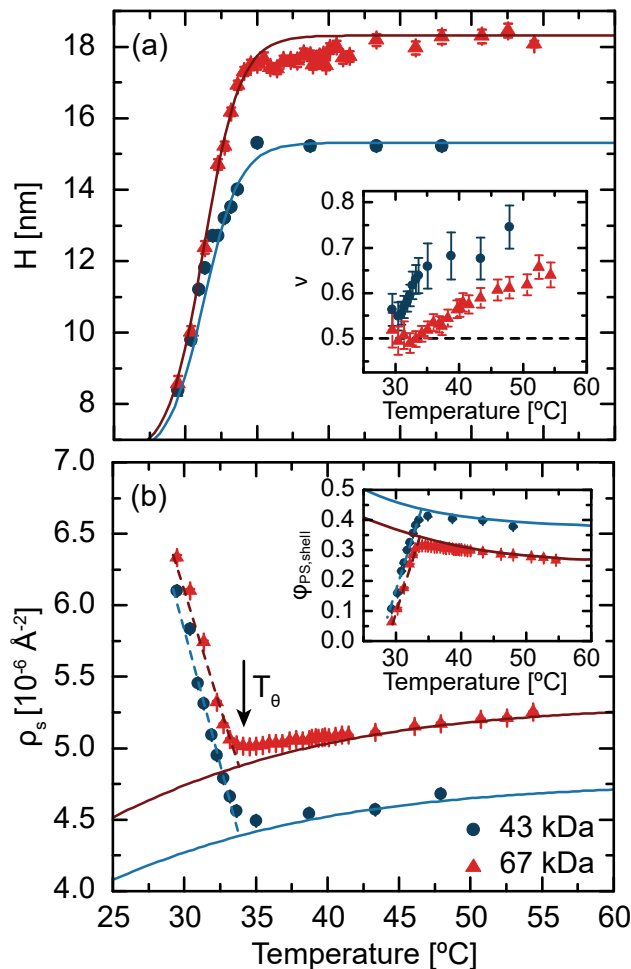 (a)
H [nm]
18
16
14
12
10
8
ν
0.8
0.7
0.6
0.5
30 40 50 60
Temperature [ºC]
(b)
ρs [10-6 Å-2]
7.0
6.5
6.0
5.5
5.0
4.5
4.0
φPS,shell
0.5
0.4
0.3
0.2
0.1
0.0
30 40 50 60
Temperature [ºC]
Tθ
43 kDa
67 kDa
25 30 35 40 45 50 55 60
Temperature [ºC]